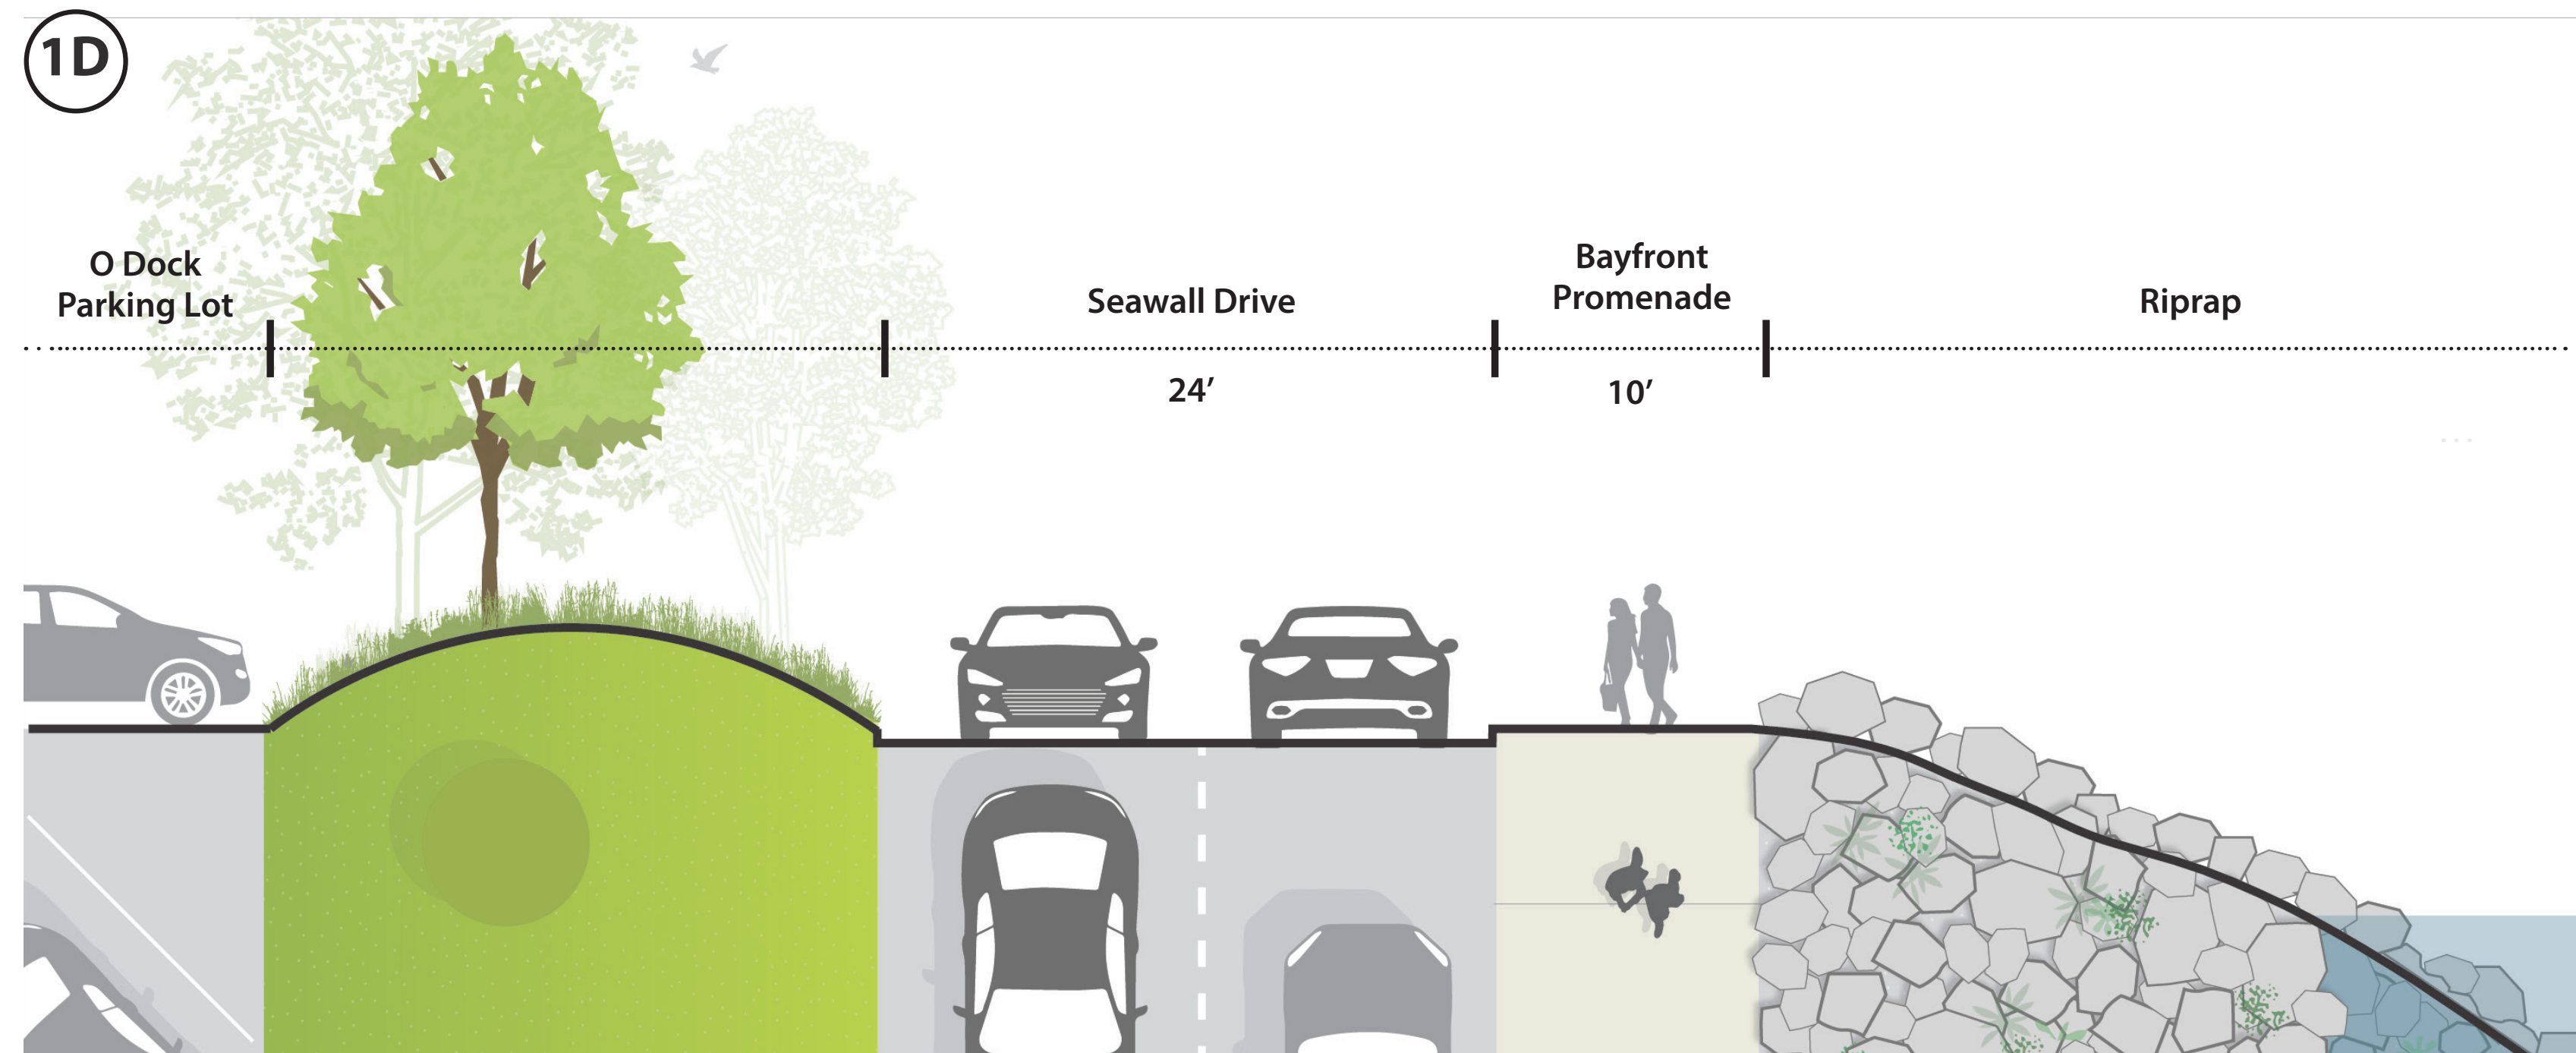 1D
O Dock
Parking Lot
Seawall Drive
24′
Bayfront
Promenade
10′
Riprap